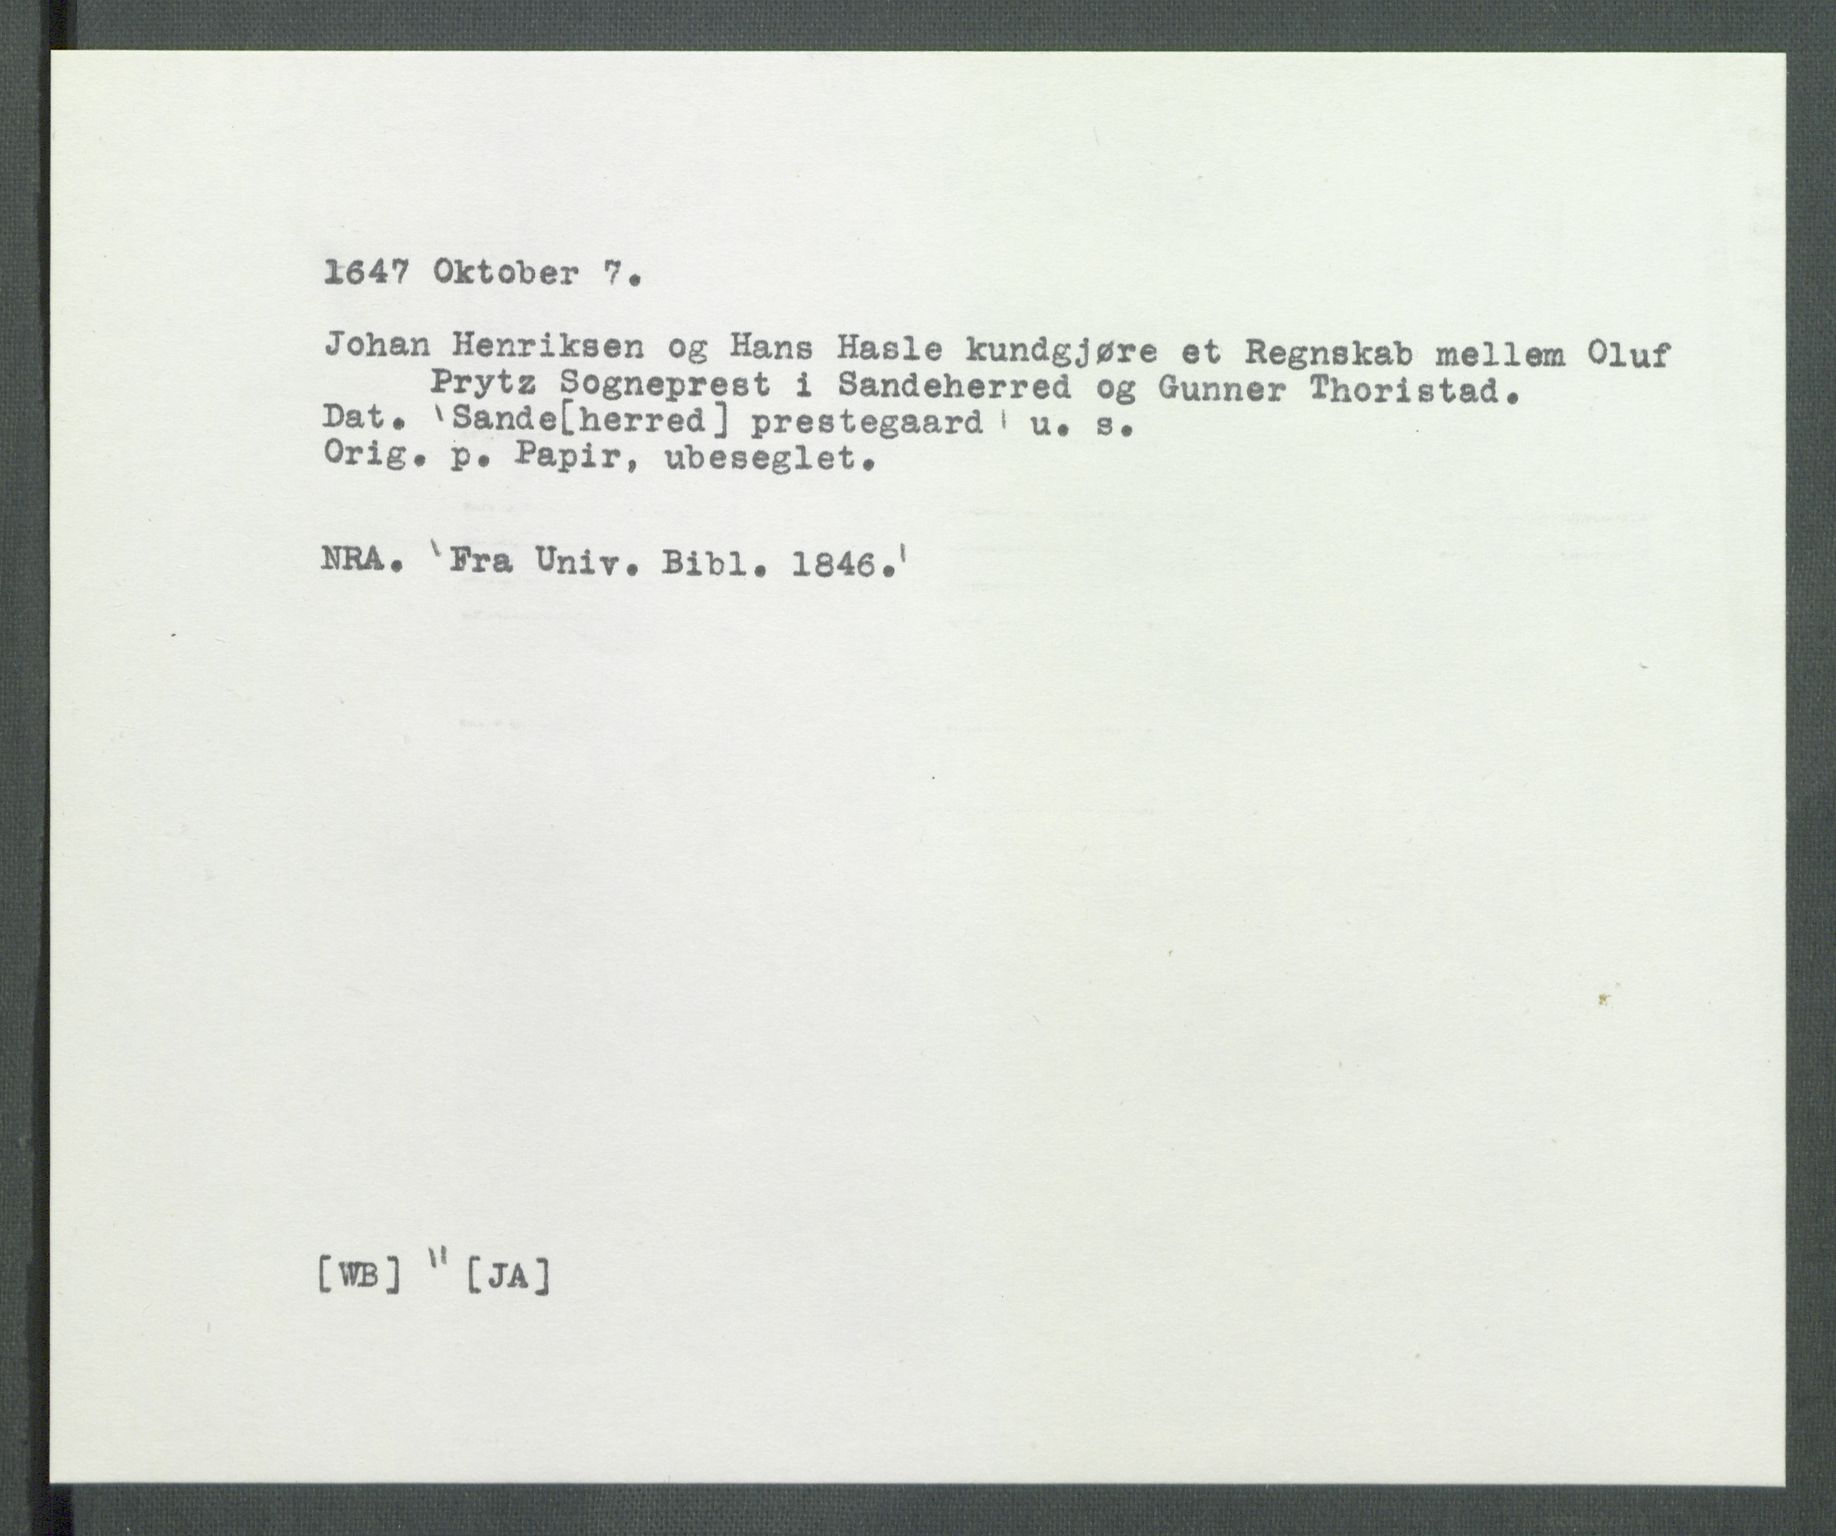 1647 Oktober 7.
Johan Henriksen og Hans Hasle kundgjøre et Regnskab mellem Oluf
Prytz Sogneprest i Sandeherred og Gunner Thoristad.
Dat. \Sande[herred] prestegaard ' u. s.
Orig. p. Papir, ubeseglet.
NRA. \Fra Univ. Bibl. 1846.'
[WB] \' [JA]